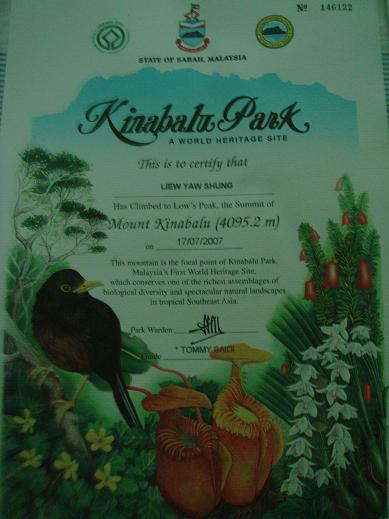 Nº 146122
STATE OF SABAH, MALAYSIA
Kinabalu Park
A WORLD HERITAGE SITE
This is to certify that
LIEW YAW SHUNG
Has Climbed to Low's Peak, the Summit of
Mount Kinabalu (4095.2 m)
on 17/07/2007
This mountain is the focal point of Kinabalu Park,
Malaysia's First World Heritage Site,
which conserves one of the richest assemblages of
biological diversity and spectacular natural landscapes
in tropical Southeast Asia.
Park Warden
Guide * TOMMY SAIDI